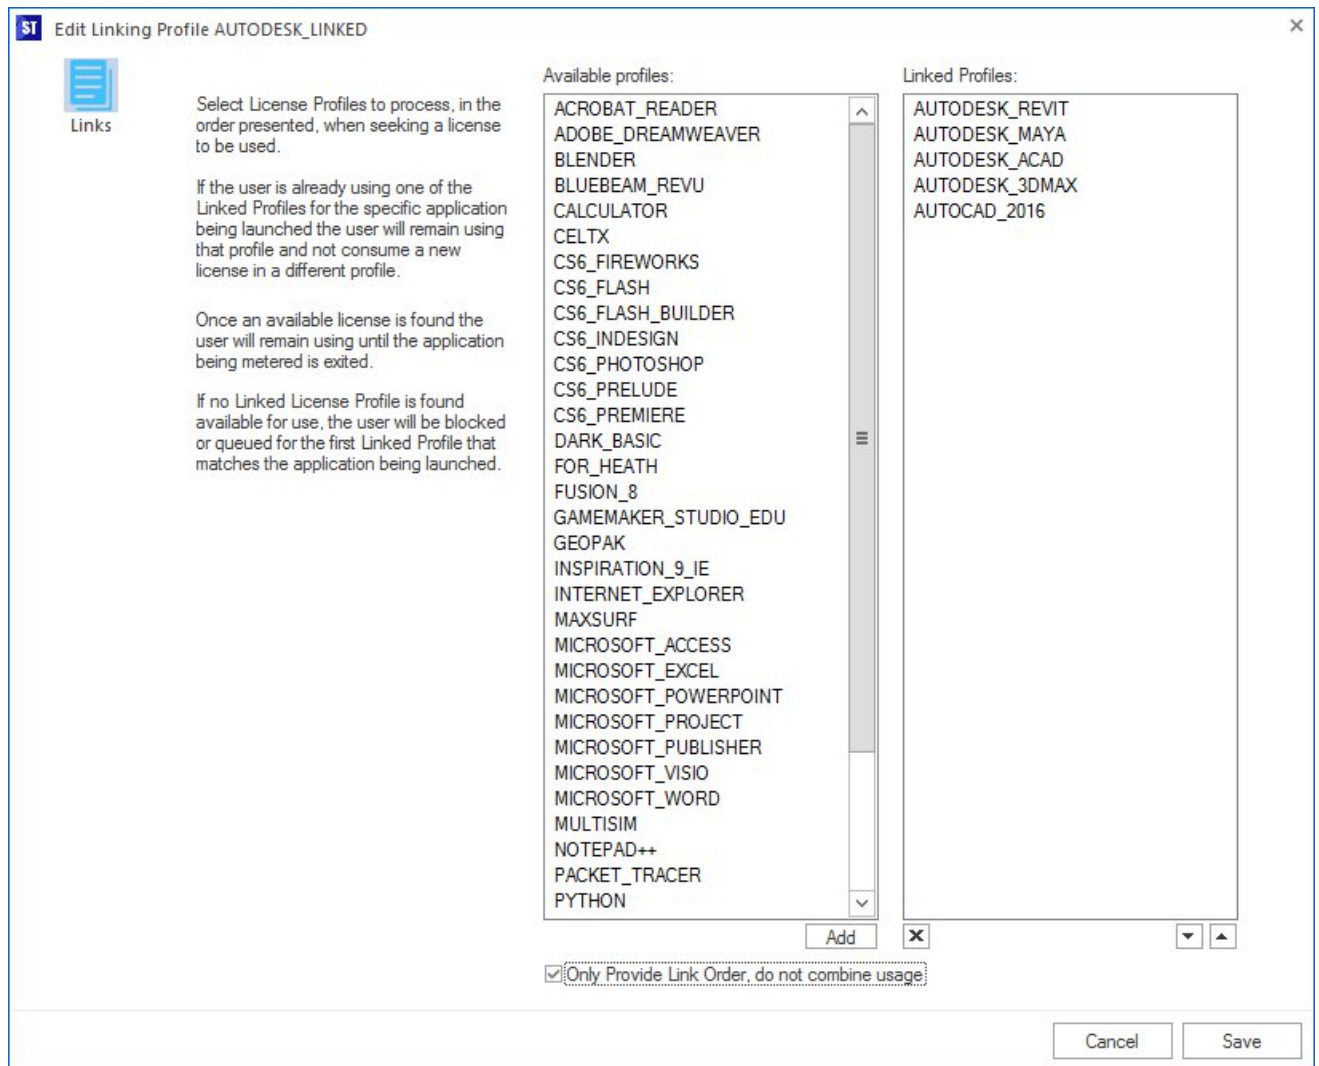 ST Edit Linking Profile AUTODESK_LINKED
Links
Select License Profiles to process, in the
order presented, when seeking a license
to be used.
If the user is already using one of the
Linked Profiles for the specific application
being launched the user will remain using
that profile and not consume a new
license in a different profile.
Once an available license is found the
user will remain using until the application
being metered is exited.
If no Linked License Profile is found
available for use, the user will be blocked
or queued for the first Linked Profile that
matches the application being launched.
Available profiles:
ACROBAT_READER
ADOBE_DREAMWEAVER
BLENDER
BLUEBEAM_REVU
CALCULATOR
CELTX
CS6_FIREWORKS
CS6_FLASH
CS6_FLASH_BUILDER
CS6_INDESIGN
CS6_PHOTOSHOP
CS6_PRELUDE
CS6_PREMIERE
DARK_BASIC
FOR_HEATH
FUSION_8
GAMEMAKER_STUDIO_EDU
GEOPAK
INSPIRATION_9_IE
INTERNET_EXPLORER
MAXSURF
MICROSOFT_ACCESS
MICROSOFT_EXCEL
MICROSOFT_POWERPOINT
MICROSOFT_PROJECT
MICROSOFT_PUBLISHER
MICROSOFT_VISIO
MICROSOFT_WORD
MULTISIM
NOTEPAD++
PACKET_TRACER
PYTHON
Add
Linked Profiles:
AUTODESK_REVIT
AUTODESK_MAYA
AUTODESK_ACAD
AUTODESK_3DMAX
AUTOCAD_2016
Only Provide Link Order, do not combine usage
Cancel
Save